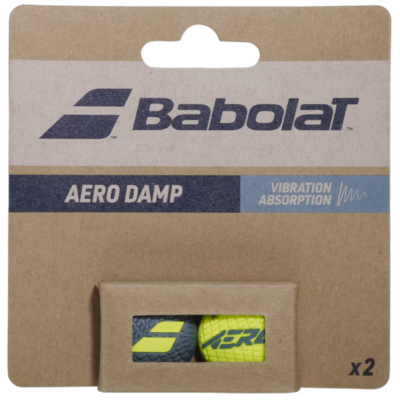 BabolaT
AERO DAMP
VIBRATION
ABSORPTION
AERO
x2